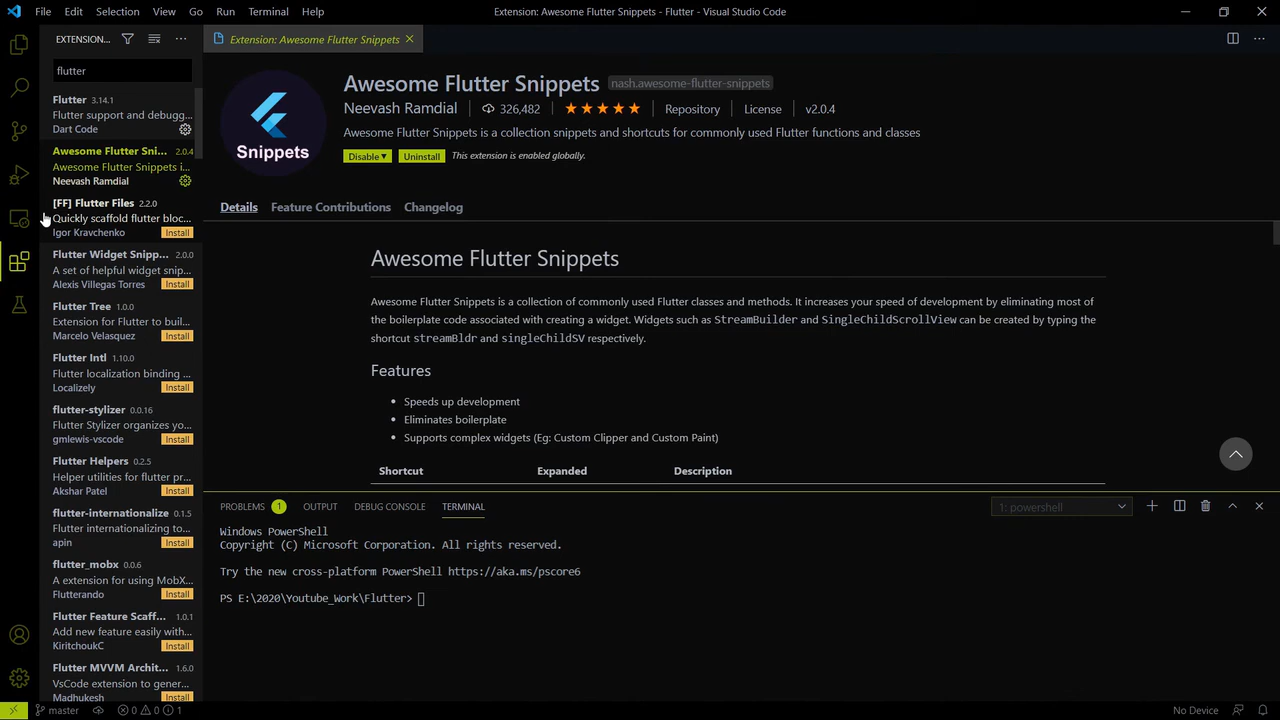 File Edit Selection View Go Run Terminal Help
Extension: Awesome Flutter Snippets - Flutter - Visual Studio Code
EXTENSION...
Extension: Awesome Flutter Snippets
flutter
Flutter 3.14.1
Flutter support and debugg...
Dart Code
Awesome Flutter Sni... 2.0.4
Awesome Flutter Snippets i...
Neevash Ramdial
[FF] Flutter Files 2.2.0
Quickly scaffold flutter bloc...
Igor Kravchenko Install
Flutter Widget Snipp... 2.0.0
A set of helpful widget snip...
Alexis Villegas Torres Install
Flutter Tree 1.0.0
Extension for Flutter to buil...
Marcelo Velasquez Install
Flutter Intl 1.10.0
Flutter localization binding ...
Localizely Install
flutter-stylizer 0.0.16
Flutter Stylizer organizes yo...
gmlewis-vscode Install
Flutter Helpers 0.2.5
Helper utilities for flutter pr...
Akshar Patel Install
flutter-internationalize 0.1.5
Flutter internationalizing to...
apin Install
flutter_mobx 0.0.6
A extension for using MobX...
Flutterando Install
Flutter Feature Scaff... 1.0.1
Add new feature easily with...
KiritchoukC Install
Flutter MVVM Archit... 1.6.0
VsCode extension to gener...
Madhukesh Install
Snippets
Awesome Flutter Snippets nash.awesome-flutter-snippets
Neevash Ramdial 326,482 Repository License v2.0.4
Awesome Flutter Snippets is a collection snippets and shortcuts for commonly used Flutter functions and classes
Disable Uninstall This extension is enabled globally.
Details Feature Contributions Changelog
Awesome Flutter Snippets
Awesome Flutter Snippets is a collection of commonly used Flutter classes and methods. It increases your speed of development by eliminating most of
the boilerplate code associated with creating a widget. Widgets such as StreamBuilder and SingleChildScrollView can be created by typing the
shortcut streamBldr and singleChildSV respectively.
Features
• Speeds up development
• Eliminates boilerplate
• Supports complex widgets (Eg: Custom Clipper and Custom Paint)
Shortcut Expanded Description
PROBLEMS 1 OUTPUT DEBUG CONSOLE TERMINAL 1: powershell
Windows PowerShell
Copyright (C) Microsoft Corporation. All rights reserved.
Try the new cross-platform PowerShell https://aka.ms/pscore6
PS E:\2020\Youtube_Work\Flutter>
master 0 0 1 No Device